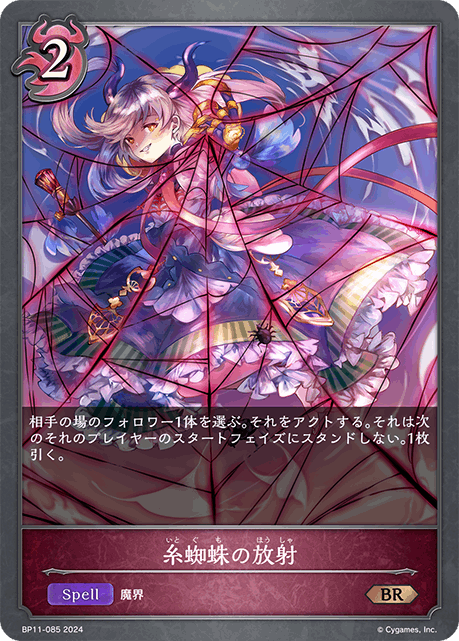 2
相手の場のフォロワー1体を選ぶ。それをアクトする。それは次
のそれのプレイヤーのスタートフェイズにスタンドしない。1枚
引く。
いとぐも ほうしゃ
糸蜘蛛の放射
Spell 魔界 BR
BP11-085 2024 © Cygames, Inc.